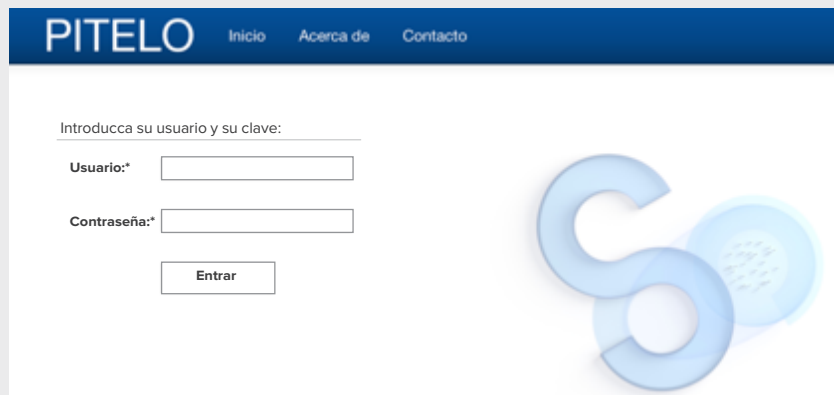 PITELO Inicio Acerca de Contacto
Introducca su usuario y su clave:
Usuario:*
Contraseña:*
Entrar